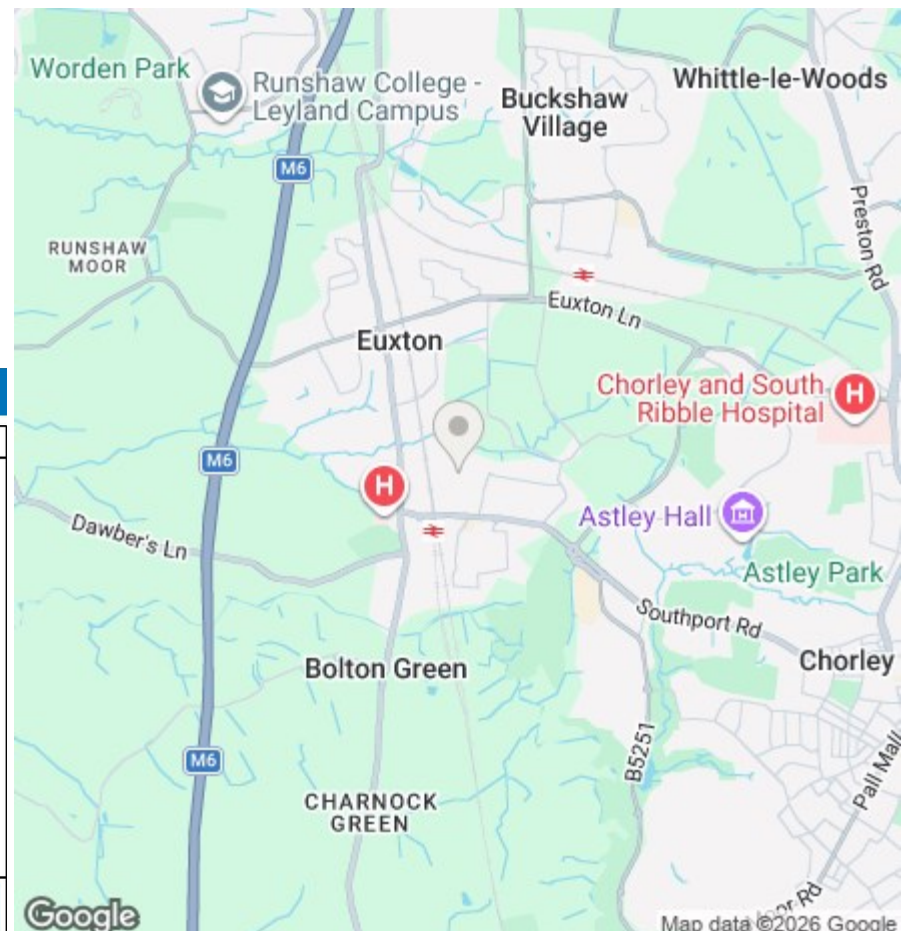 Worden Park
Runshaw College -
Leyland Campus
Buckshaw
Village
Whittle-le-Woods
M6
Preston Rd
RUNSHAW
MOOR
Euxton Ln
Euxton
Chorley and South
Ribble Hospital
H
M6
H
Astley Hall
Dawber's Ln
Astley Park
Southport Rd
Chorley
Bolton Green
B5251
M6
Pall Mall
CHARNOCK
GREEN
Moor Rd
Google
Map data ©2026 Google